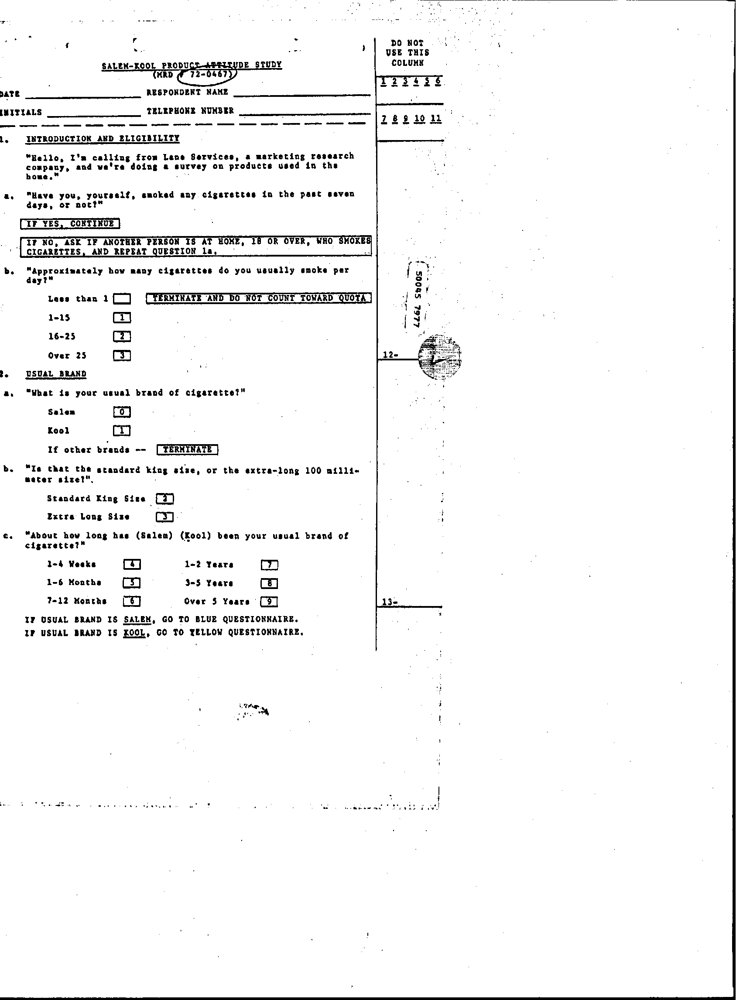 DO NOT
USE THIS
COLUMN
SALEM-KOOL PRODUCT ATTITUDE STUDY
(MRD # 72-0467)
1 2 3 4 5 6
DATE RESPONDENT NAME
INITIALS TELEPHONE NUMBER
7 8 9 10 11
1. INTRODUCTION AND ELIGIBILITY
"Hello, I'm calling from Lane Services, a marketing research
company, and we're doing a survey on products used in the
home."
a. "Have you, yourself, smoked any cigarettes in the past seven
days, or not?"
IF YES, CONTINUE
IF NO, ASK IF ANOTHER PERSON IS AT HOME, 18 OR OVER, WHO SMOKES
CIGARETTES, AND REPEAT QUESTION 1a.
b. "Approximately how many cigarettes do you usually smoke per
day?"
Less than 1 TERMINATE AND DO NOT COUNT TOWARD QUOTA
1-15 1
16-25 2
Over 25 3
12-
50045 7977
2. USUAL BRAND
a. "What is your usual brand of cigarette?"
Salem 0
Kool 1
If other brands -- TERMINATE
b. "Is that the standard king size, or the extra-long 100 milli-
meter size?".
Standard King Size 2
Extra Long Size 3
c. "About how long has (Salem) (Kool) been your usual brand of
cigarette?"
1-4 Weeks 4 1-2 Years 7
1-6 Months 5 3-5 Years 8
7-12 Months 6 Over 5 Years 9
13-
IF USUAL BRAND IS SALEM, GO TO BLUE QUESTIONNAIRE.
IF USUAL BRAND IS KOOL, GO TO YELLOW QUESTIONNAIRE.